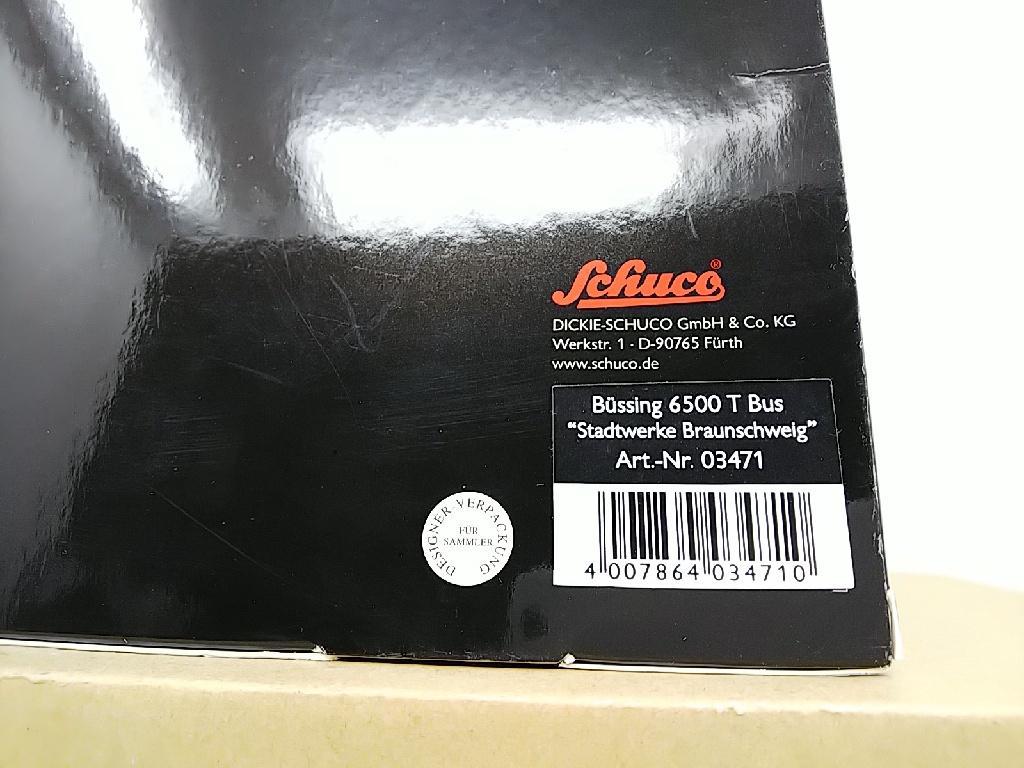 Schuco®
DICKIE-SCHUCO GmbH & Co. KG
Werkstr. 1 - D-90765 Fürth
www.schuco.de
Büssing 6500 T Bus
“Stadtwerke Braunschweig”
Art.-Nr. 03471
DESIGNER VERPACKUNG
FÜR
SAMMLER
4 007864 034710